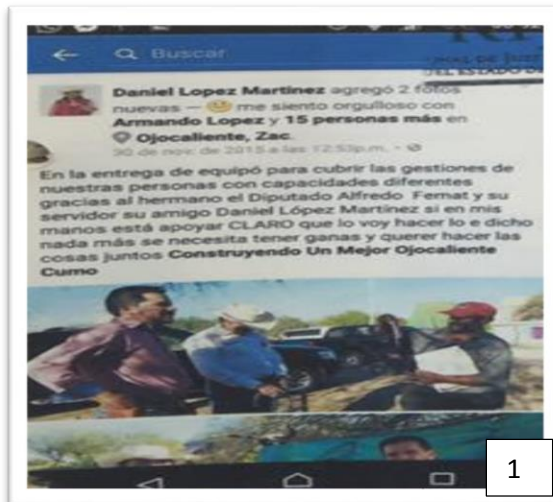 Buscar
Daniel Lopez Martinez agregó 2 fotos
nuevas — me siento orgulloso con
Armando Lopez y 15 personas más en
Ojocaliente, Zac.
30 de nov. de 2015 a las 12:53p.m.
En la entrega de equipó para cubrir las gestiones de
nuestras personas con capacidades diferentes
gracias al hermano el Diputado Alfredo Femat y su
servidor su amigo Daniel López Martinez si en mis
manos está apoyar CLARO que lo voy hacer lo e dicho
nada más se necesita tener ganas y querer hacer las
cosas juntos Construyendo Un Mejor Ojocaliente
Cumo
1